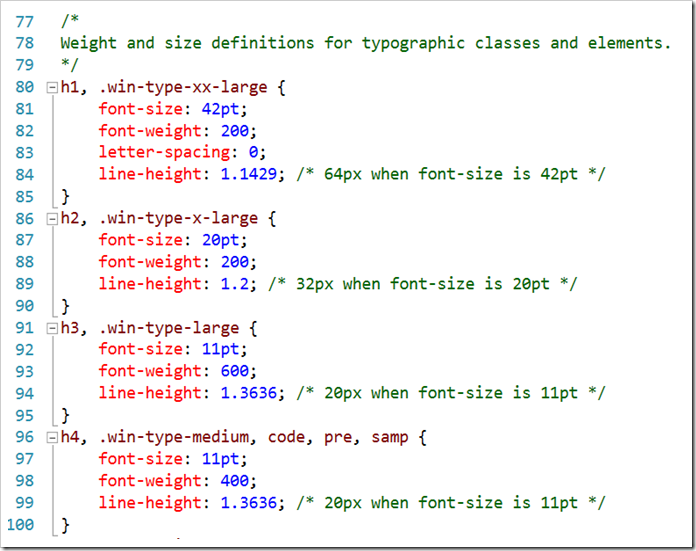 77 /*
78 Weight and size definitions for typographic classes and elements.
79 */
80 h1, .win-type-xx-large {
81 font-size: 42pt;
82 font-weight: 200;
83 letter-spacing: 0;
84 line-height: 1.1429; /* 64px when font-size is 42pt */
85 }
86 h2, .win-type-x-large {
87 font-size: 20pt;
88 font-weight: 200;
89 line-height: 1.2; /* 32px when font-size is 20pt */
90 }
91 h3, .win-type-large {
92 font-size: 11pt;
93 font-weight: 600;
94 line-height: 1.3636; /* 20px when font-size is 11pt */
95 }
96 h4, .win-type-medium, code, pre, samp {
97 font-size: 11pt;
98 font-weight: 400;
99 line-height: 1.3636; /* 20px when font-size is 11pt */
100 }